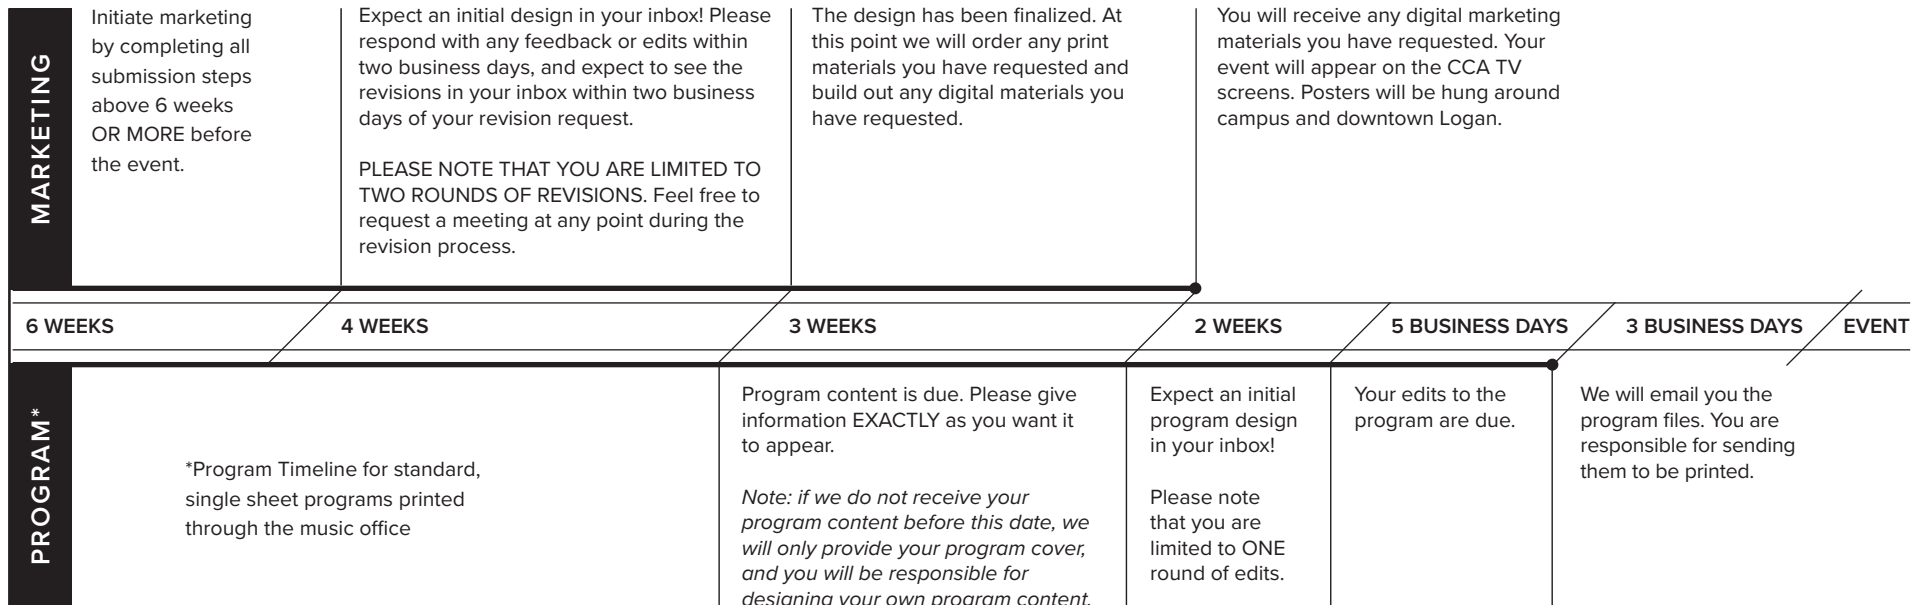 MARKETING
Initiate marketing
by completing all
submission steps
above 6 weeks
OR MORE before
the event.
Expect an initial design in your inbox! Please
respond with any feedback or edits within
two business days, and expect to see the
revisions in your inbox within two business
days of your revision request.
PLEASE NOTE THAT YOU ARE LIMITED TO
TWO ROUNDS OF REVISIONS. Feel free to
request a meeting at any point during the
revision process.
The design has been finalized. At
this point we will order any print
materials you have requested and
build out any digital materials you
have requested.
You will receive any digital marketing
materials you have requested. Your
event will appear on the CCA TV
screens. Posters will be hung around
campus and downtown Logan.
6 WEEKS
4 WEEKS
3 WEEKS
2 WEEKS
5 BUSINESS DAYS
3 BUSINESS DAYS
EVENT
PROGRAM*
*Program Timeline for standard,
single sheet programs printed
through the music office
Program content is due. Please give
information EXACTLY as you want it
to appear.
Note: if we do not receive your
program content before this date, we
will only provide your program cover,
and you will be responsible for
designing your own program content.
Expect an initial
program design
in your inbox!
Please note
that you are
limited to ONE
round of edits.
Your edits to the
program are due.
We will email you the
program files. You are
responsible for sending
them to be printed.